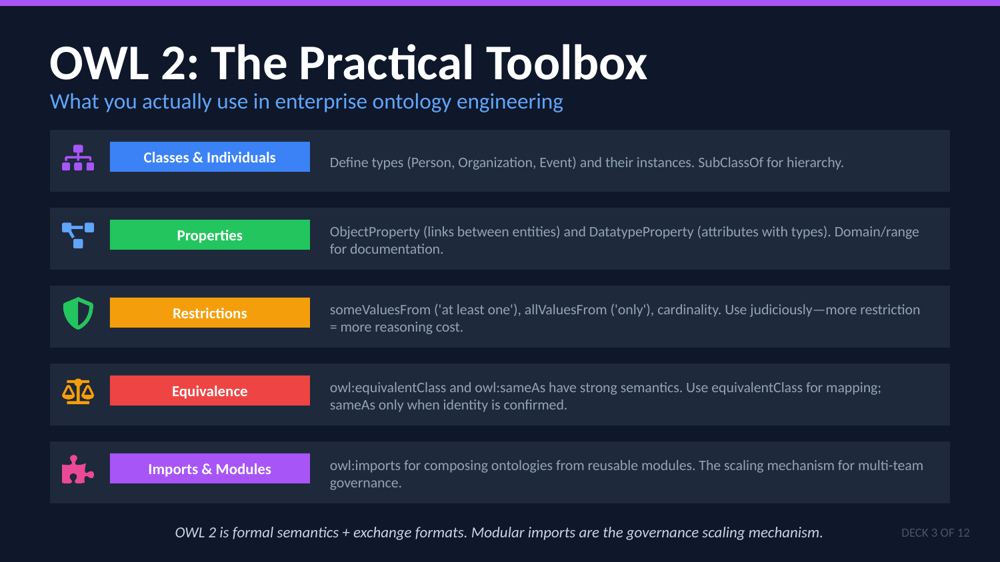 OWL 2: The Practical Toolbox
What you actually use in enterprise ontology engineering
Classes & Individuals
Define types (Person, Organization, Event) and their instances. SubClassOf for hierarchy.
Properties
ObjectProperty (links between entities) and DatatypeProperty (attributes with types). Domain/range
for documentation.
Restrictions
someValuesFrom ('at least one'), allValuesFrom ('only'), cardinality. Use judiciously—more restriction
= more reasoning cost.
Equivalence
owl:equivalentClass and owl:sameAs have strong semantics. Use equivalentClass for mapping;
sameAs only when identity is confirmed.
Imports & Modules
owl:imports for composing ontologies from reusable modules. The scaling mechanism for multi-team
governance.
OWL 2 is formal semantics + exchange formats. Modular imports are the governance scaling mechanism.
DECK 3 OF 12